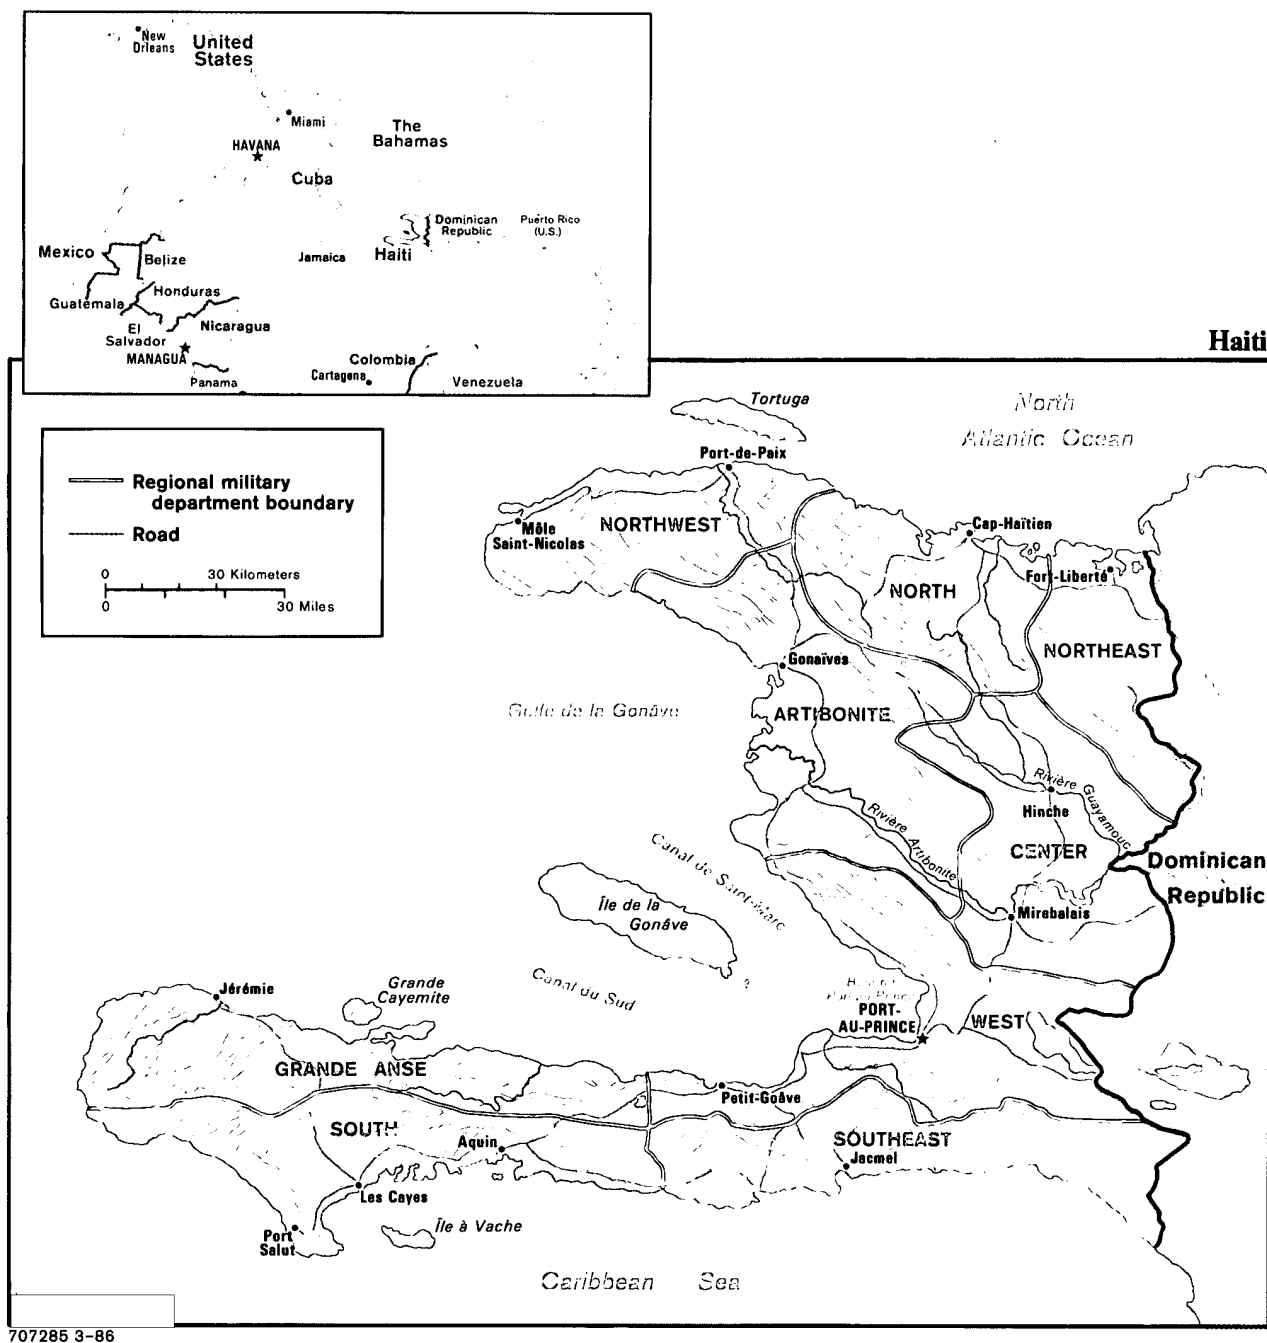 New
Orleans
United
States
Miami
The
Bahamas
HAVANA
Cuba
Dominican
Republic
Puerto Rico
(U.S.)
Mexico
Belize
Jamaica
Haiti
Guatemala
Honduras
El
Salvador
Nicaragua
MANAGUA
Colombia
Panama
Cartagena
Venezuela
Haiti
Regional military
department boundary
Road
0 30 Kilometers
0 30 Miles
Tortuga
North
Atlantic Ocean
Port-de-Paix
Môle
Saint-Nicolas
NORTHWEST
Cap-Haïtien
NORTH
Fort-Liberté
NORTHEAST
Gonaïves
Golfe de la Gonâve
ARTIBONITE
Rivière Guayamouc
Hinche
Rivière Artibonite
CENTER
Canal de Saint-Marc
Dominican
Republic
Île de la
Gonâve
Mirebalais
Canal du Sud
Jérémie
Grande
Cayemite
PORT-
AU-PRINCE
WEST
GRANDE ANSE
Petit-Goâve
SOUTH
Aquin
SOUTHEAST
Jacmel
Les Cayes
Île à Vache
Port
Salut
Caribbean Sea
707285 3-86